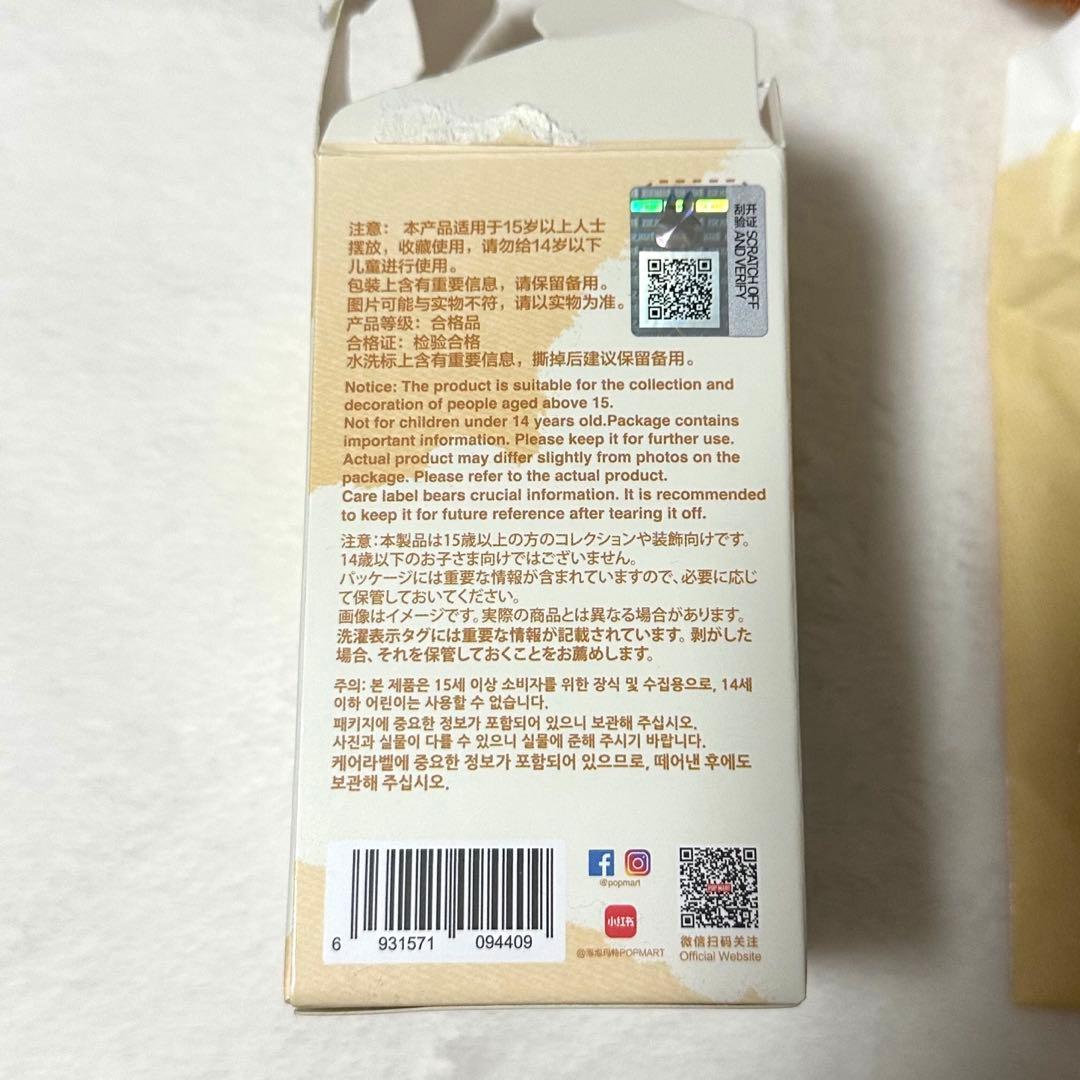 注意： 本产品适用于15岁以上人士
摆放，收藏使用，请勿给14岁以下
儿童进行使用。
包装上含有重要信息，请保留备用。
图片可能与实物不符，请以实物为准。
产品等级：合格品
合格证：检验合格
水洗标上含有重要信息，撕掉后建议保留备用。
刮开
验证 SCRATCH OFF
AND VERIFY
Notice: The product is suitable for the collection and
decoration of people aged above 15.
Not for children under 14 years old.Package contains
important information. Please keep it for further use.
Actual product may differ slightly from photos on the
package. Please refer to the actual product.
Care label bears crucial information. It is recommended
to keep it for future reference after tearing it off.
注意：本製品は15歳以上の方のコレクションや装飾向けです。
14歳以下のお子さま向けではございません。
パッケージには重要な情報が含まれていますので、必要に応じ
て保管しておいてください。
画像はイメージです。実際の商品とは異なる場合があります。
洗濯表示タグには重要な情報が記載されています。剥がした
場合、それを保管しておくことをお薦めします。
주의: 본 제품은 15세 이상 소비자를 위한 장식 및 수집용으로, 14세
이하 어린이는 사용할 수 없습니다.
패키지에 중요한 정보가 포함되어 있으니 보관해 주십시오.
사진과 실물이 다를 수 있으니 실물에 준해 주시기 바랍니다.
케어라벨에 중요한 정보가 포함되어 있으므로, 떼어낸 후에도
보관해 주십시오.
6 931571 094409
@popmart
小红书
@泡泡玛特POPMART
POP MART
微信扫码关注
Official Website